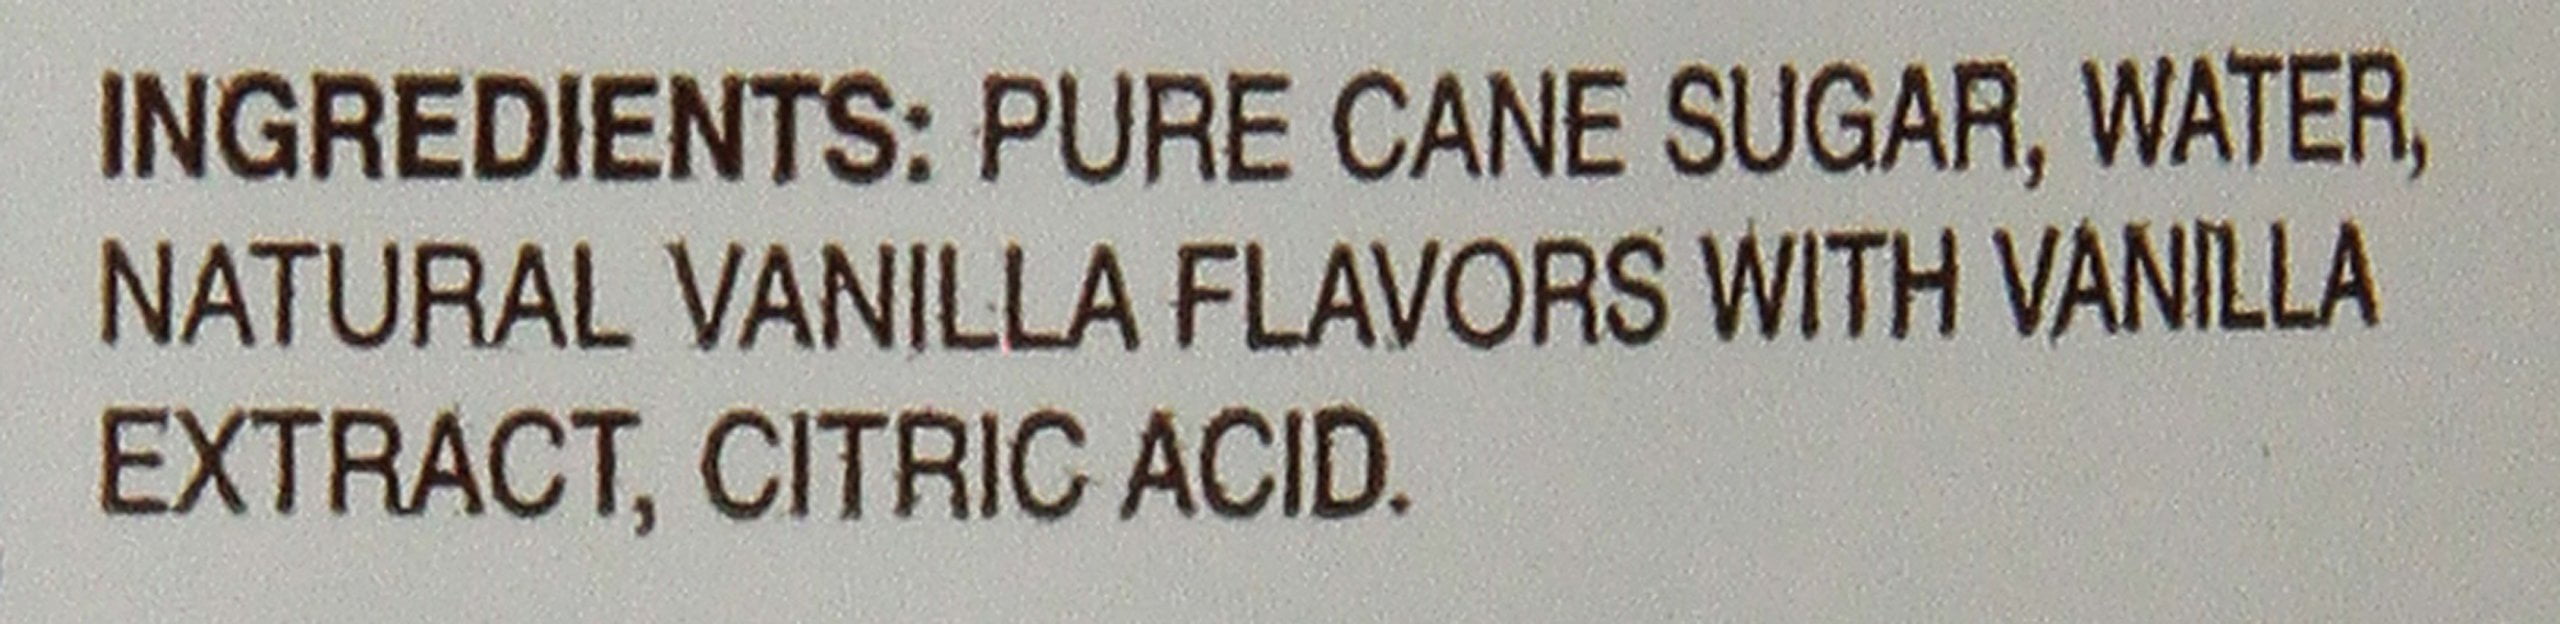 INGREDIENTS: PURE CANE SUGAR, WATER,
NATURAL VANILLA FLAVORS WITH VANILLA
EXTRACT, CITRIC ACID.